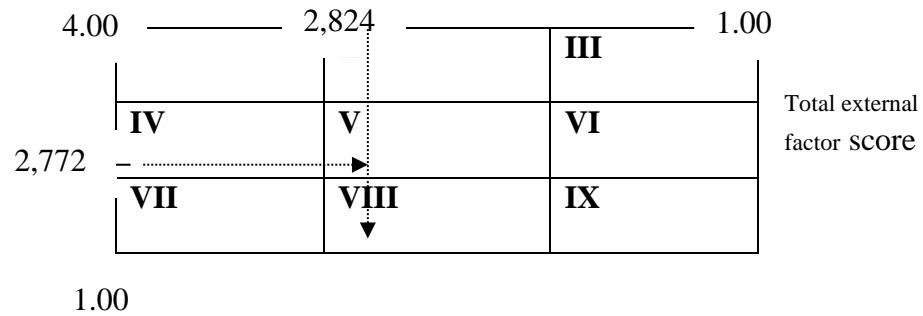 4.00 2,824 1.00
III
IV V VI
Total external
factor score
2,772
VII VIII IX
1.00